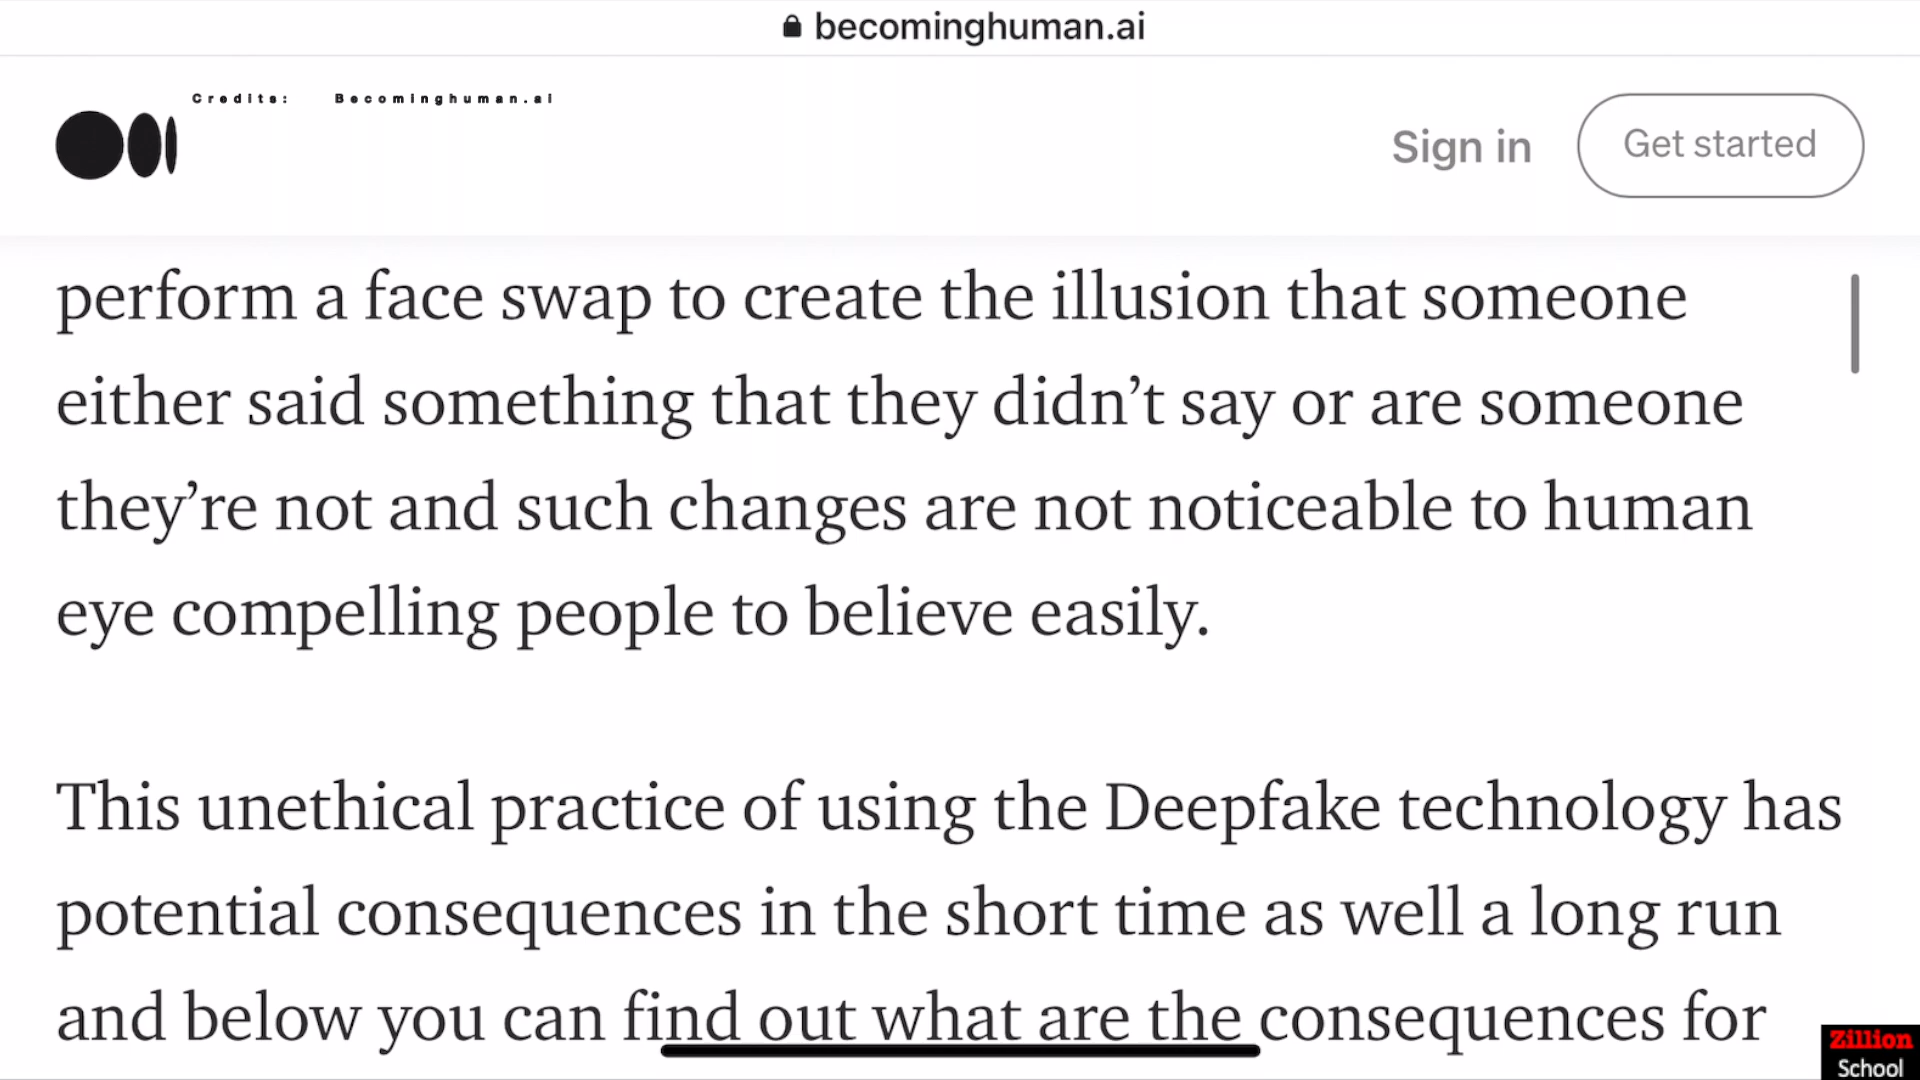 becominghuman.ai
Credits: Becominghuman.ai
Sign in
Get started
perform a face swap to create the illusion that someone
either said something that they didn’t say or are someone
they’re not and such changes are not noticeable to human
eye compelling people to believe easily.
This unethical practice of using the Deepfake technology has
potential consequences in the short time as well a long run
and below you can find out what are the consequences for
Zillion
School